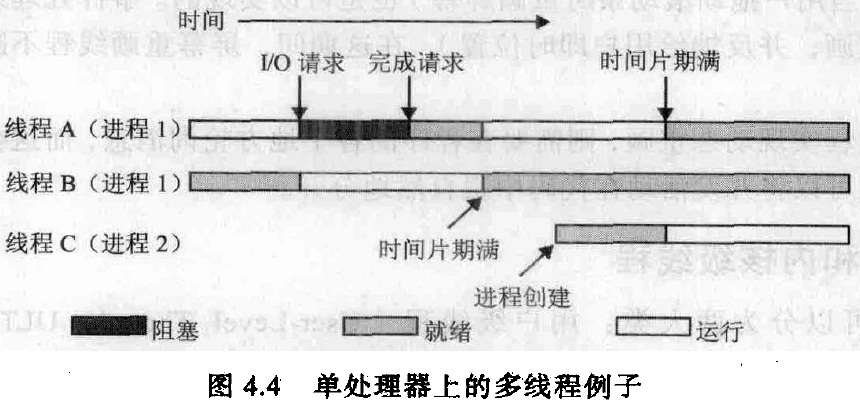 时间
I/O 请求 完成请求 时间片期满
线程 A（进程 1）
线程 B（进程 1）
线程 C（进程 2）
时间片期满
进程创建
阻塞 就绪 运行
图 4.4 单处理器上的多线程例子